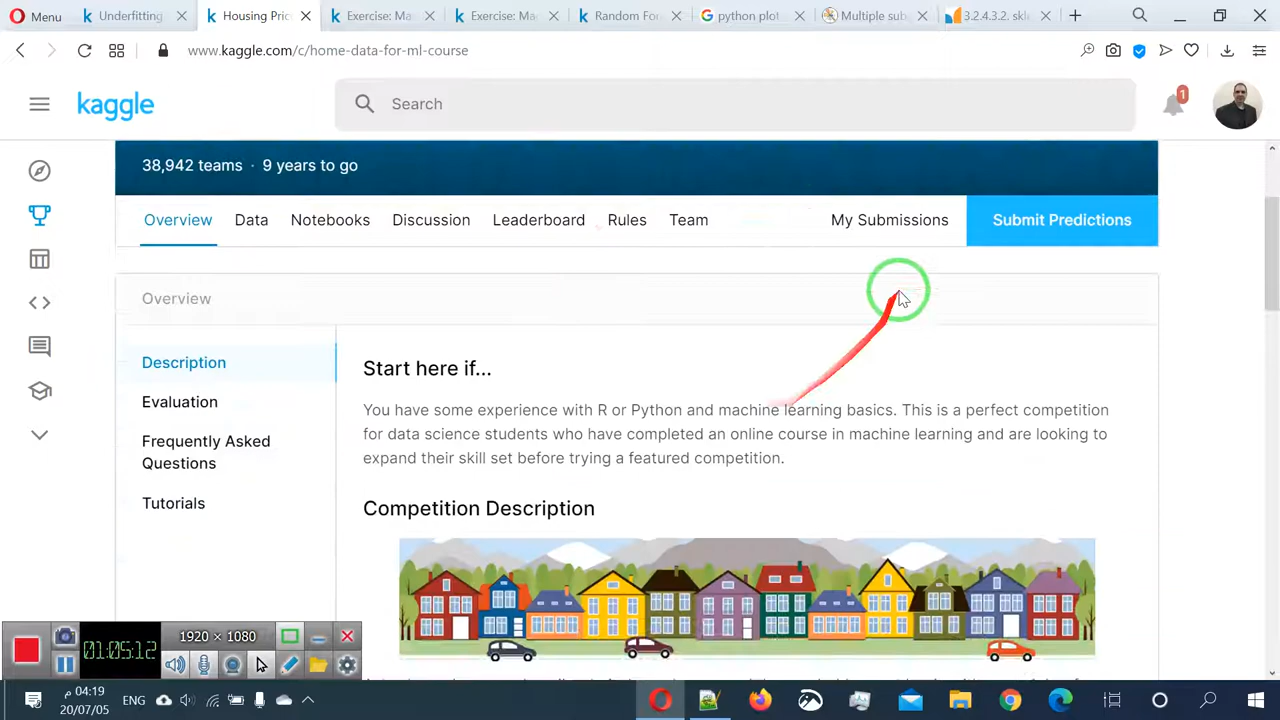 Menu
Underfitting
Housing Pric
Exercise: Ma
Exercise: Ma
Random Fo
python plot
Multiple sub
3.2.4.3.2. skl
www.kaggle.com/c/home-data-for-ml-course
kaggle
Search
1
38,942 teams · 9 years to go
Overview
Data
Notebooks
Discussion
Leaderboard
Rules
Team
My Submissions
Submit Predictions
Overview
Description
Evaluation
Frequently Asked
Questions
Tutorials
Start here if...
You have some experience with R or Python and machine learning basics. This is a perfect competition
for data science students who have completed an online course in machine learning and are looking to
expand their skill set before trying a featured competition.
Competition Description
01:05:12
1920 × 1080
ENG
04:19 م
20/07/05